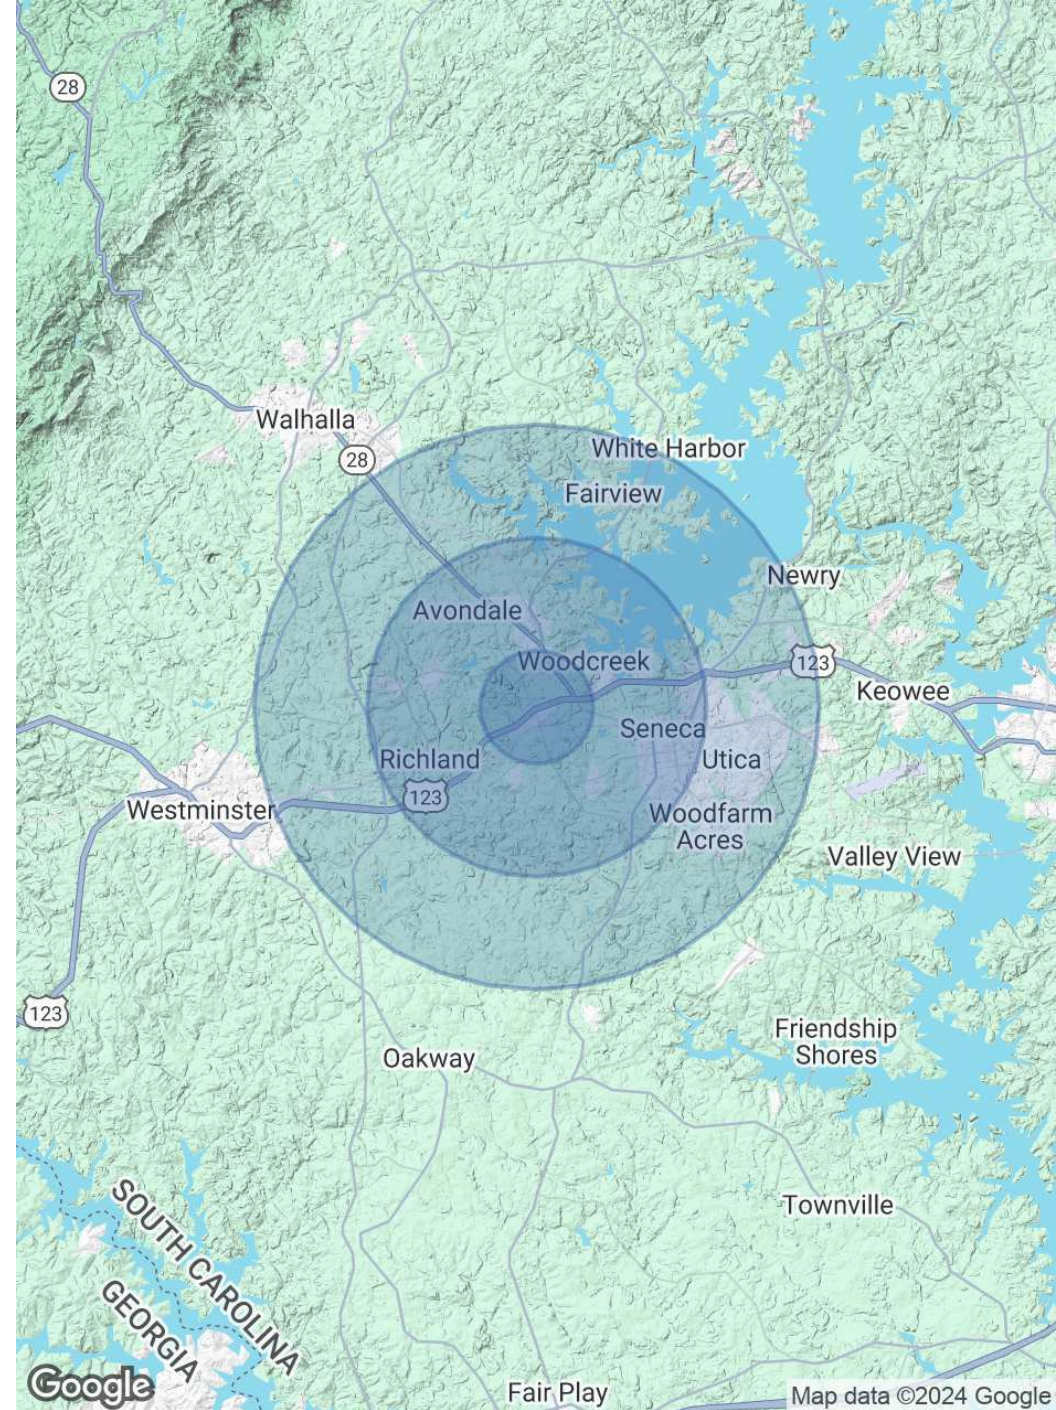 28
Walhalla
28
White Harbor
Fairview
Newry
Avondale
Woodcreek
123
Keowee
Seneca
Richland
Utica
123
Westminster
Woodfarm
Acres
Valley View
123
Friendship
Shores
Oakway
SOUTH CAROLINA
GEORGIA
Townville
Fair Play
Google
Map data ©2024 Google